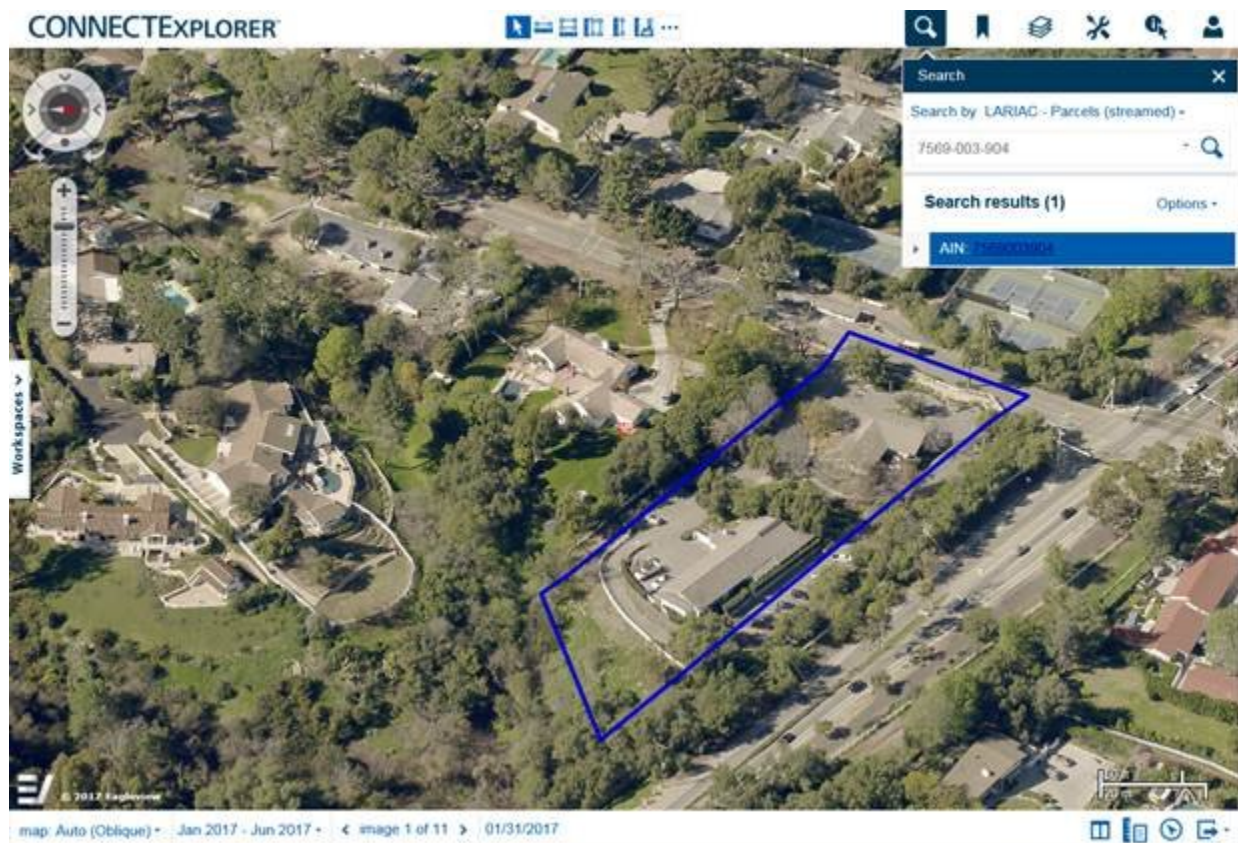 CONNECTEXPLORER
Search
Search by LARIAC - Parcels (streamed)
7569-003-904
Search results (1)
Options
AIN: 7569003904
Workspaces
© 2017 Eagleview
map: Auto (Oblique)
Jan 2017 - Jun 2017
image 1 of 11
01/31/2017